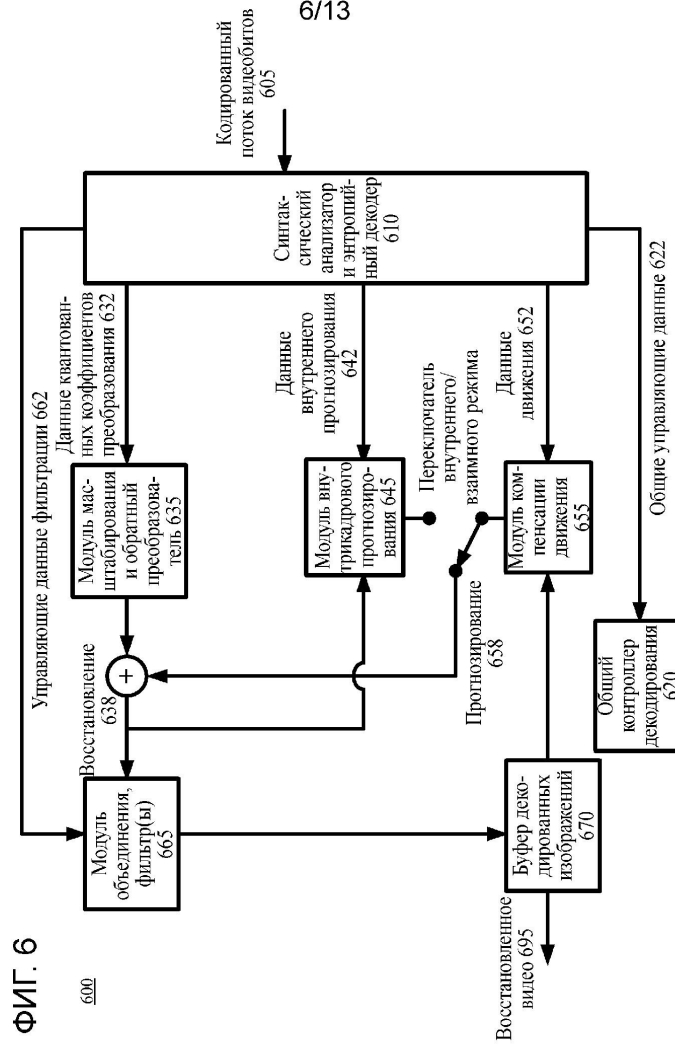 6/13
ФИГ. 6
600
Кодированный
поток видеобитов
605
Синтак-
сический
анализатор
и энтропий-
ный декодер
610
Управляющие данные фильтрации 662
Данные квантован-
ных коэффициентов
преобразования 632
Модуль мас-
штабирования
и обратный
преобразова-
тель 635
Восстановление
638
+
Модуль
объединения,
фильтр(ы)
665
Данные
внутреннего
прогнозирования
642
Модуль вну-
трикадрового
прогнозиро-
вания 645
Переключатель
внутреннего/
взаимного режима
Прогнозирование
658
Данные
движения 652
Модуль ком-
пенсации
движения
655
Буфер деко-
дированных
изображений
670
Восстановленное
видео 695
Общие управляющие данные 622
Общий
контроллер
декодирования
620